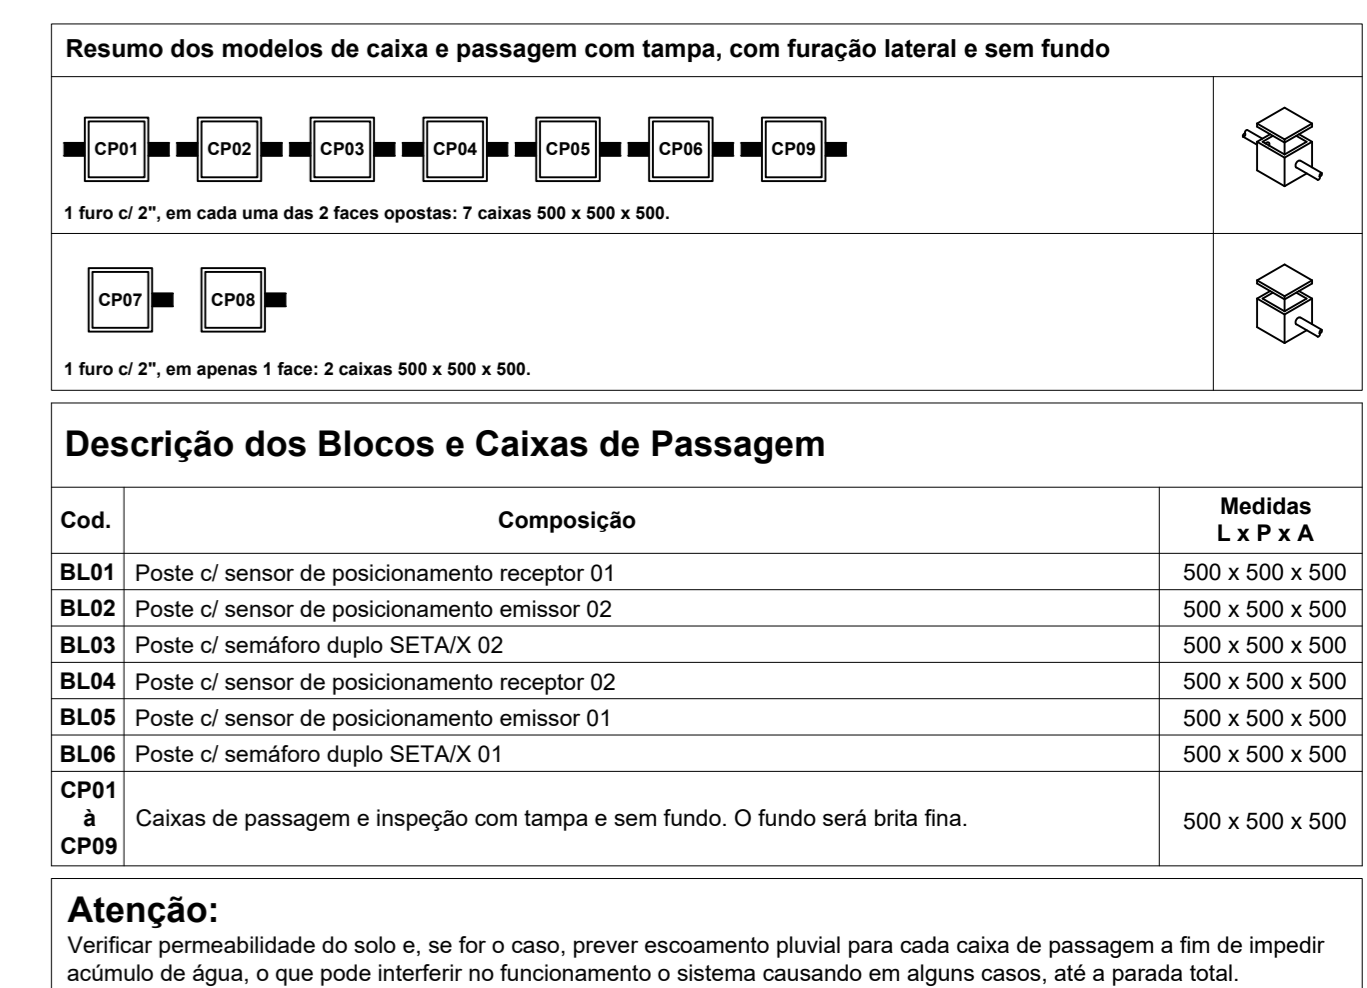 Resumo dos modelos de caixa e passagem com tampa, com furação lateral e sem fundo
CP01 CP02 CP03 CP04 CP05 CP06 CP09
1 furo c/ 2", em cada uma das 2 faces opostas: 7 caixas 500 x 500 x 500.
CP07 CP08
1 furo c/ 2", em apenas 1 face: 2 caixas 500 x 500 x 500.
Descrição dos Blocos e Caixas de Passagem
Cod. Composição Medidas
L x P x A
BL01 Poste c/ sensor de posicionamento receptor 01 500 x 500 x 500
BL02 Poste c/ sensor de posicionamento emissor 02 500 x 500 x 500
BL03 Poste c/ semáforo duplo SETA/X 02 500 x 500 x 500
BL04 Poste c/ sensor de posicionamento receptor 02 500 x 500 x 500
BL05 Poste c/ sensor de posicionamento emissor 01 500 x 500 x 500
BL06 Poste c/ semáforo duplo SETA/X 01 500 x 500 x 500
CP01
à
CP09
Caixas de passagem e inspeção com tampa e sem fundo. O fundo será brita fina. 500 x 500 x 500
Atenção:
Verificar permeabilidade do solo e, se for o caso, prever escoamento pluvial para cada caixa de passagem a fim de impedir
acúmulo de água, o que pode interferir no funcionamento o sistema causando em alguns casos, até a parada total.